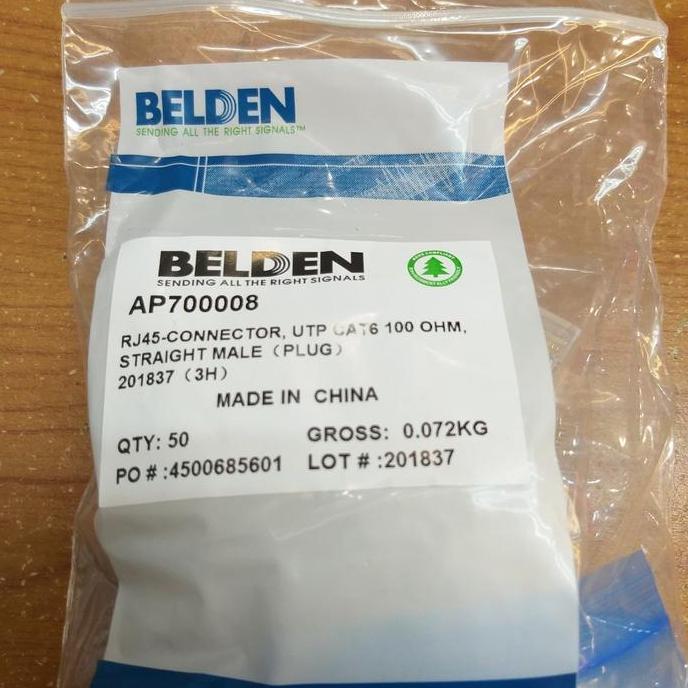 BELDEN
SENDING ALL THE RIGHT SIGNALS™
BELDEN
SENDING ALL THE RIGHT SIGNALS
AP700008
RJ45-CONNECTOR, UTP CAT6 100 OHM,
STRAIGHT MALE (PLUG)
201837 (3H)
MADE IN CHINA
QTY: 50 GROSS: 0.072KG
PO # :4500685601 LOT # :201837